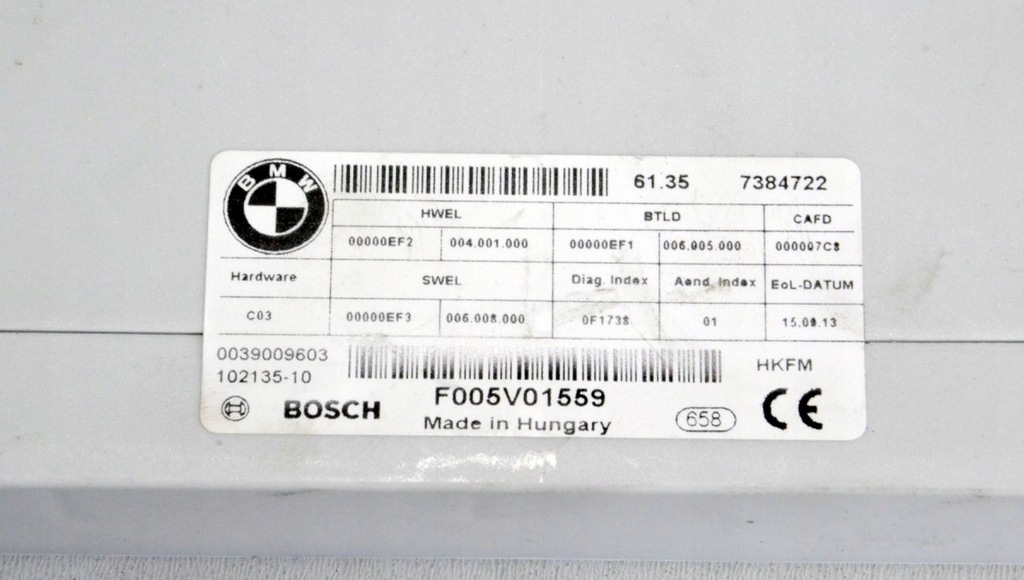 BMW
61.35 7384722
HWEL BTLD CAFD
00000EF2 004.001.000 00000EF1 006.005.000 000007C8
Hardware SWEL Diag. Index Aend. Index EoL-DATUM
C03 00000EF3 006.008.000 0F1738 01 15.09.13
0039009603 HKFM
102135-10
BOSCH F005V01559 658 CE
Made in Hungary